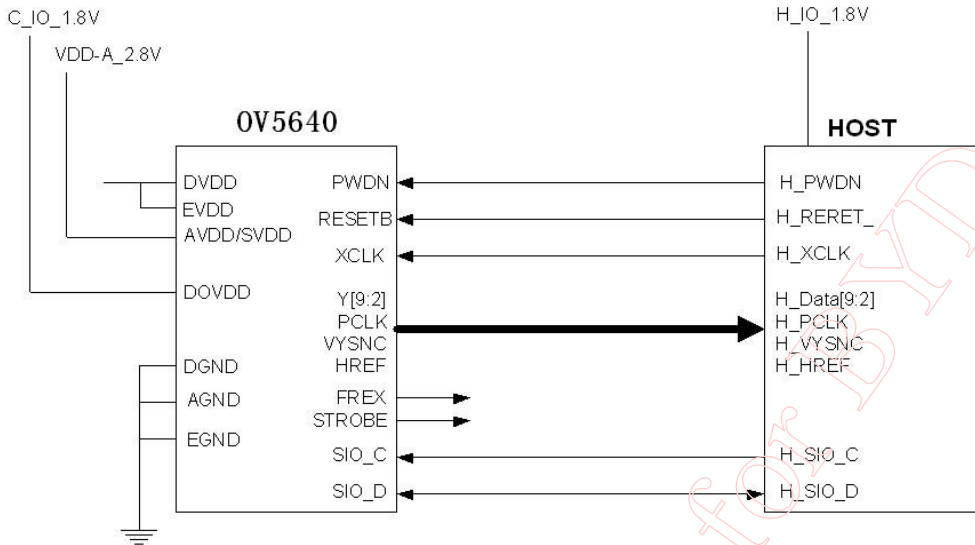 C_IO_1.8V
H_IO_1.8V
VDD-A_2.8V
OV5640
HOST
DVDD
PWDN
H_PWDN
EVDD
RESETB
H_RERET_
AVDD/SVDD
XCLK
H_XCLK
DOVDD
Y[9:2]
H_Data[9:2]
PCLK
H_PCLK
VYSNC
H_VYSNC
DGND
HREF
H_HREF
AGND
FREX
STROBE
EGND
SIO_C
H_SIO_C
SIO_D
H_SIO_D
for BYD